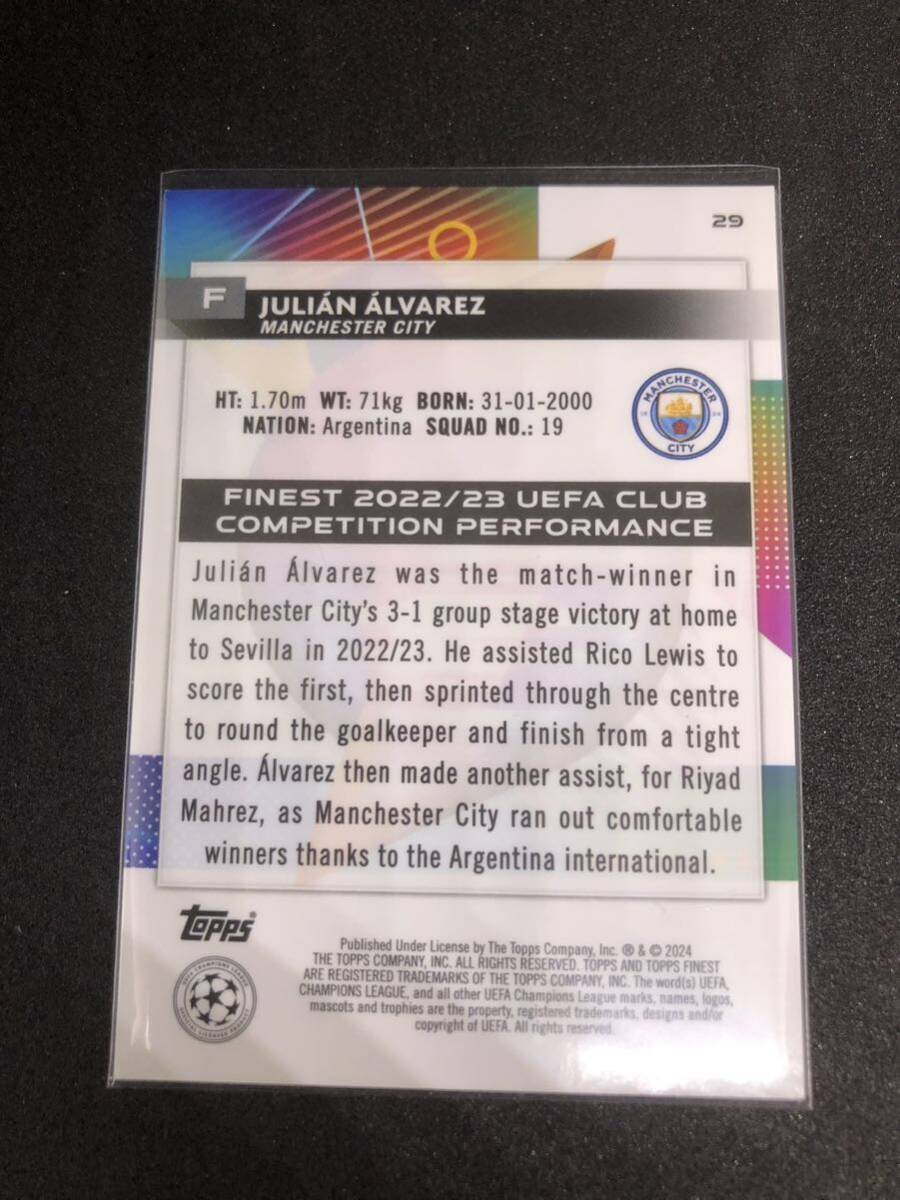 29
F
JULIÁN ÁLVAREZ
MANCHESTER CITY
HT: 1.70m WT: 71kg BORN: 31-01-2000
NATION: Argentina SQUAD NO.: 19
MANCHESTER
CITY
FINEST 2022/23 UEFA CLUB
COMPETITION PERFORMANCE
Julián Álvarez was the match-winner in
Manchester City's 3-1 group stage victory at home
to Sevilla in 2022/23. He assisted Rico Lewis to
score the first, then sprinted through the centre
to round the goalkeeper and finish from a tight
angle. Álvarez then made another assist, for Riyad
Mahrez, as Manchester City ran out comfortable
winners thanks to the Argentina international.
topps®
Published Under License by The Topps Company, Inc. ® & © 2024
THE TOPPS COMPANY, INC. ALL RIGHTS RESERVED. TOPPS AND TOPPS FINEST
ARE REGISTERED TRADEMARKS OF THE TOPPS COMPANY, INC. The word(s) UEFA,
CHAMPIONS LEAGUE, and all other UEFA Champions League marks, names, logos,
mascots and trophies are the property, registered trademarks, designs and/or
copyright of UEFA. All rights reserved.
UEFA CHAMPIONS LEAGUE
OFFICIAL LICENSED PRODUCT